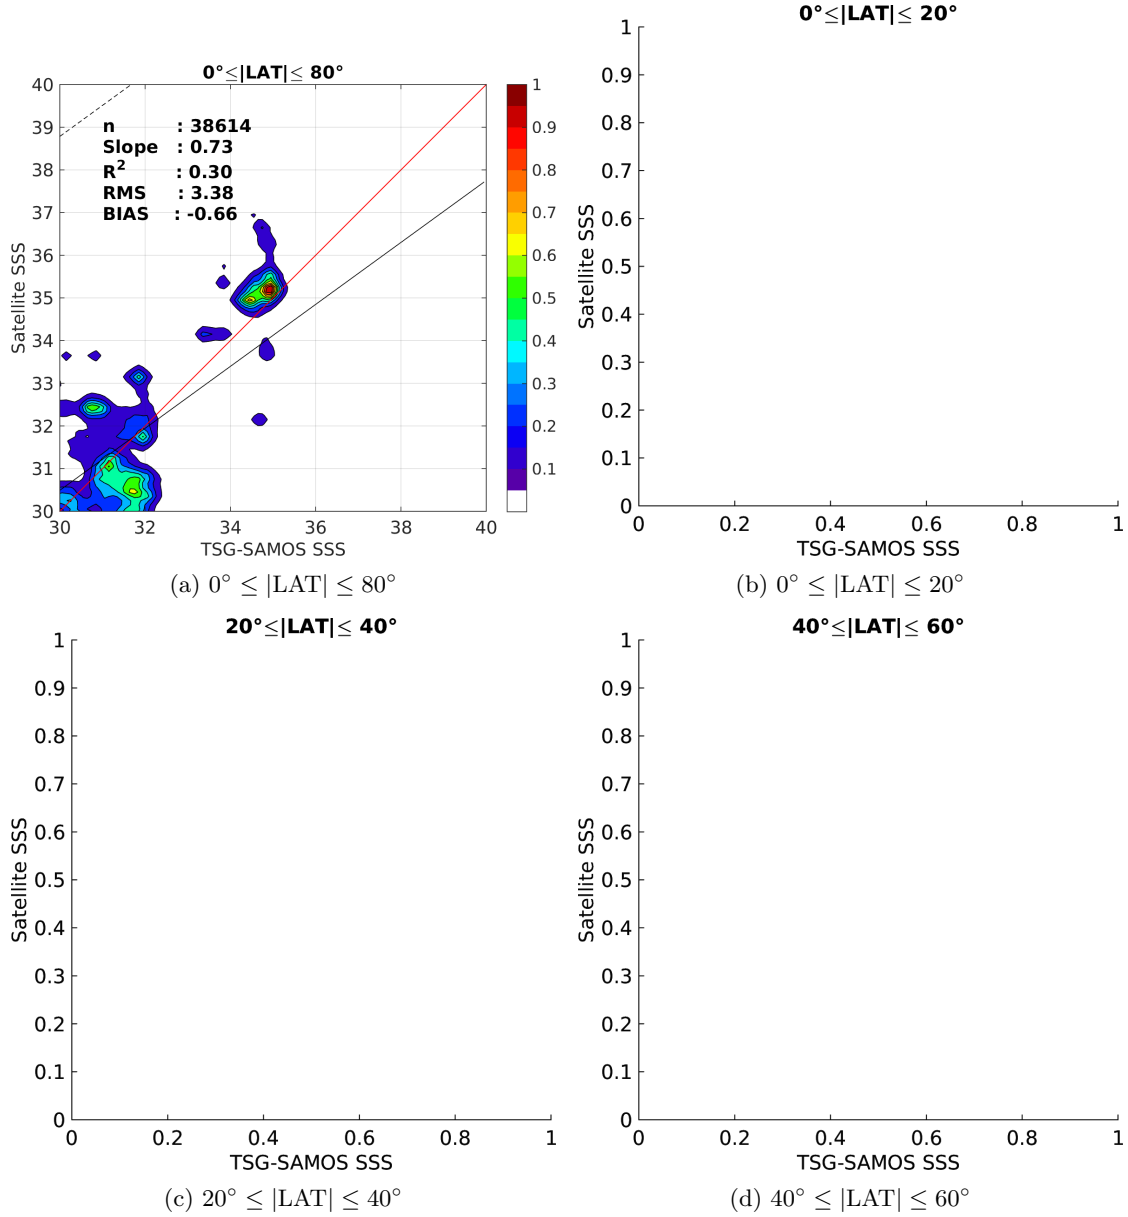 0°≤|LAT|≤ 80°
40
39
38
37
36
35
34
33
32
31
30
Satellite SSS
n : 38614
Slope : 0.73
R² : 0.30
RMS : 3.38
BIAS : -0.66
30 32 34 36 38 40
TSG-SAMOS SSS
1
0.9
0.8
0.7
0.6
0.5
0.4
0.3
0.2
0.1
(a) 0° ≤ |LAT| ≤ 80°
0°≤|LAT|≤ 20°
1
0.9
0.8
0.7
0.6
0.5
0.4
0.3
0.2
0.1
0
Satellite SSS
0 0.2 0.4 0.6 0.8 1
TSG-SAMOS SSS
(b) 0° ≤ |LAT| ≤ 20°
20°≤|LAT|≤ 40°
1
0.9
0.8
0.7
0.6
0.5
0.4
0.3
0.2
0.1
0
Satellite SSS
0 0.2 0.4 0.6 0.8 1
TSG-SAMOS SSS
(c) 20° ≤ |LAT| ≤ 40°
40°≤|LAT|≤ 60°
1
0.9
0.8
0.7
0.6
0.5
0.4
0.3
0.2
0.1
0
Satellite SSS
0 0.2 0.4 0.6 0.8 1
TSG-SAMOS SSS
(d) 40° ≤ |LAT| ≤ 60°